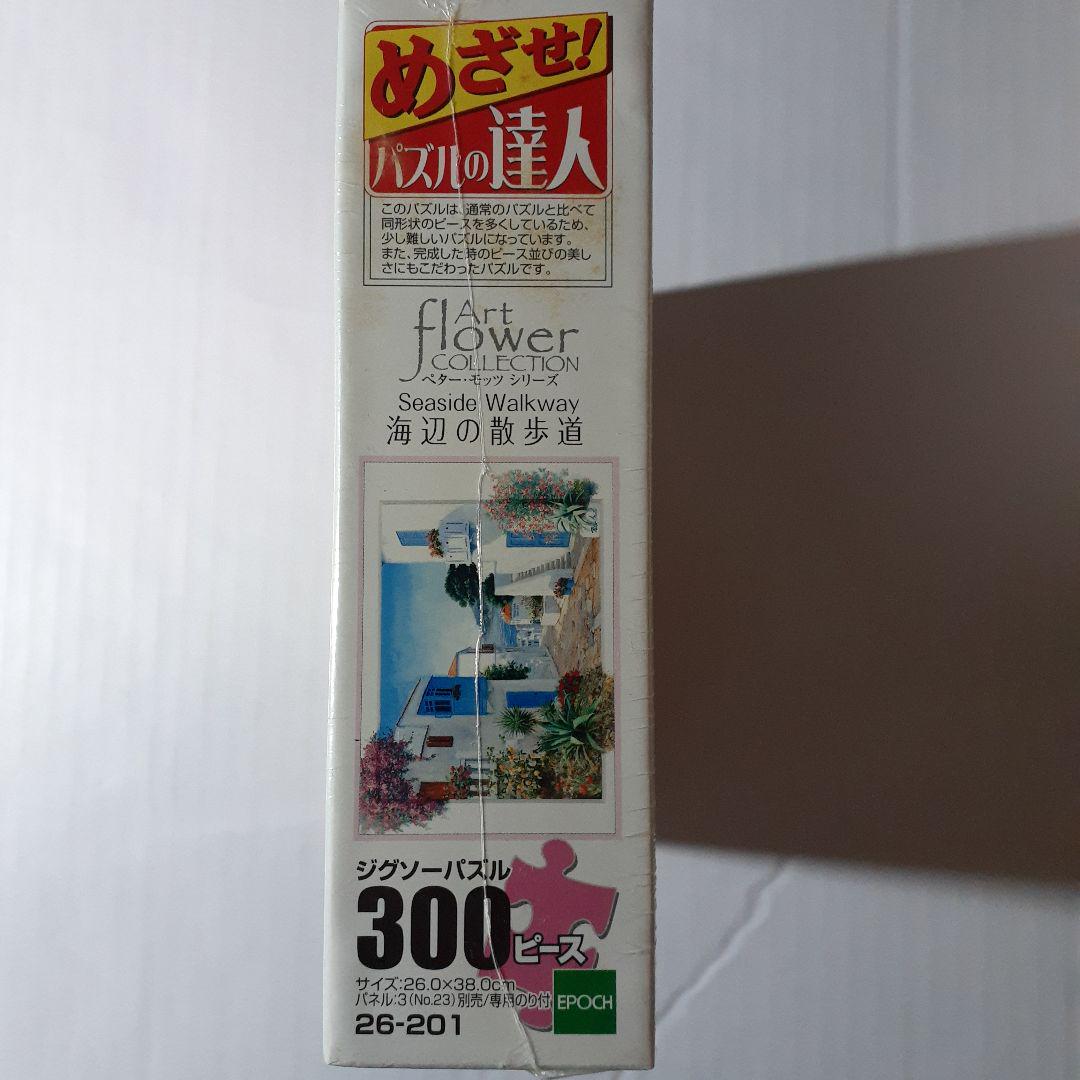 めざせ!
パズルの達人
このパズルは、通常のパズルと比べて
同形状のピースを多くしているため、
少し難しいパズルになっています。
また、完成した時のピース並びの美し
さにもこだわったパズルです。
Art
flower
COLLECTION
ペター・モッツ シリーズ
Seaside Walkway
海辺の散歩道
ジグソーパズル
300ピース
サイズ:26.0×38.0cm
パネル:3(No.23)別売/専用のり付
EPOCH
26-201